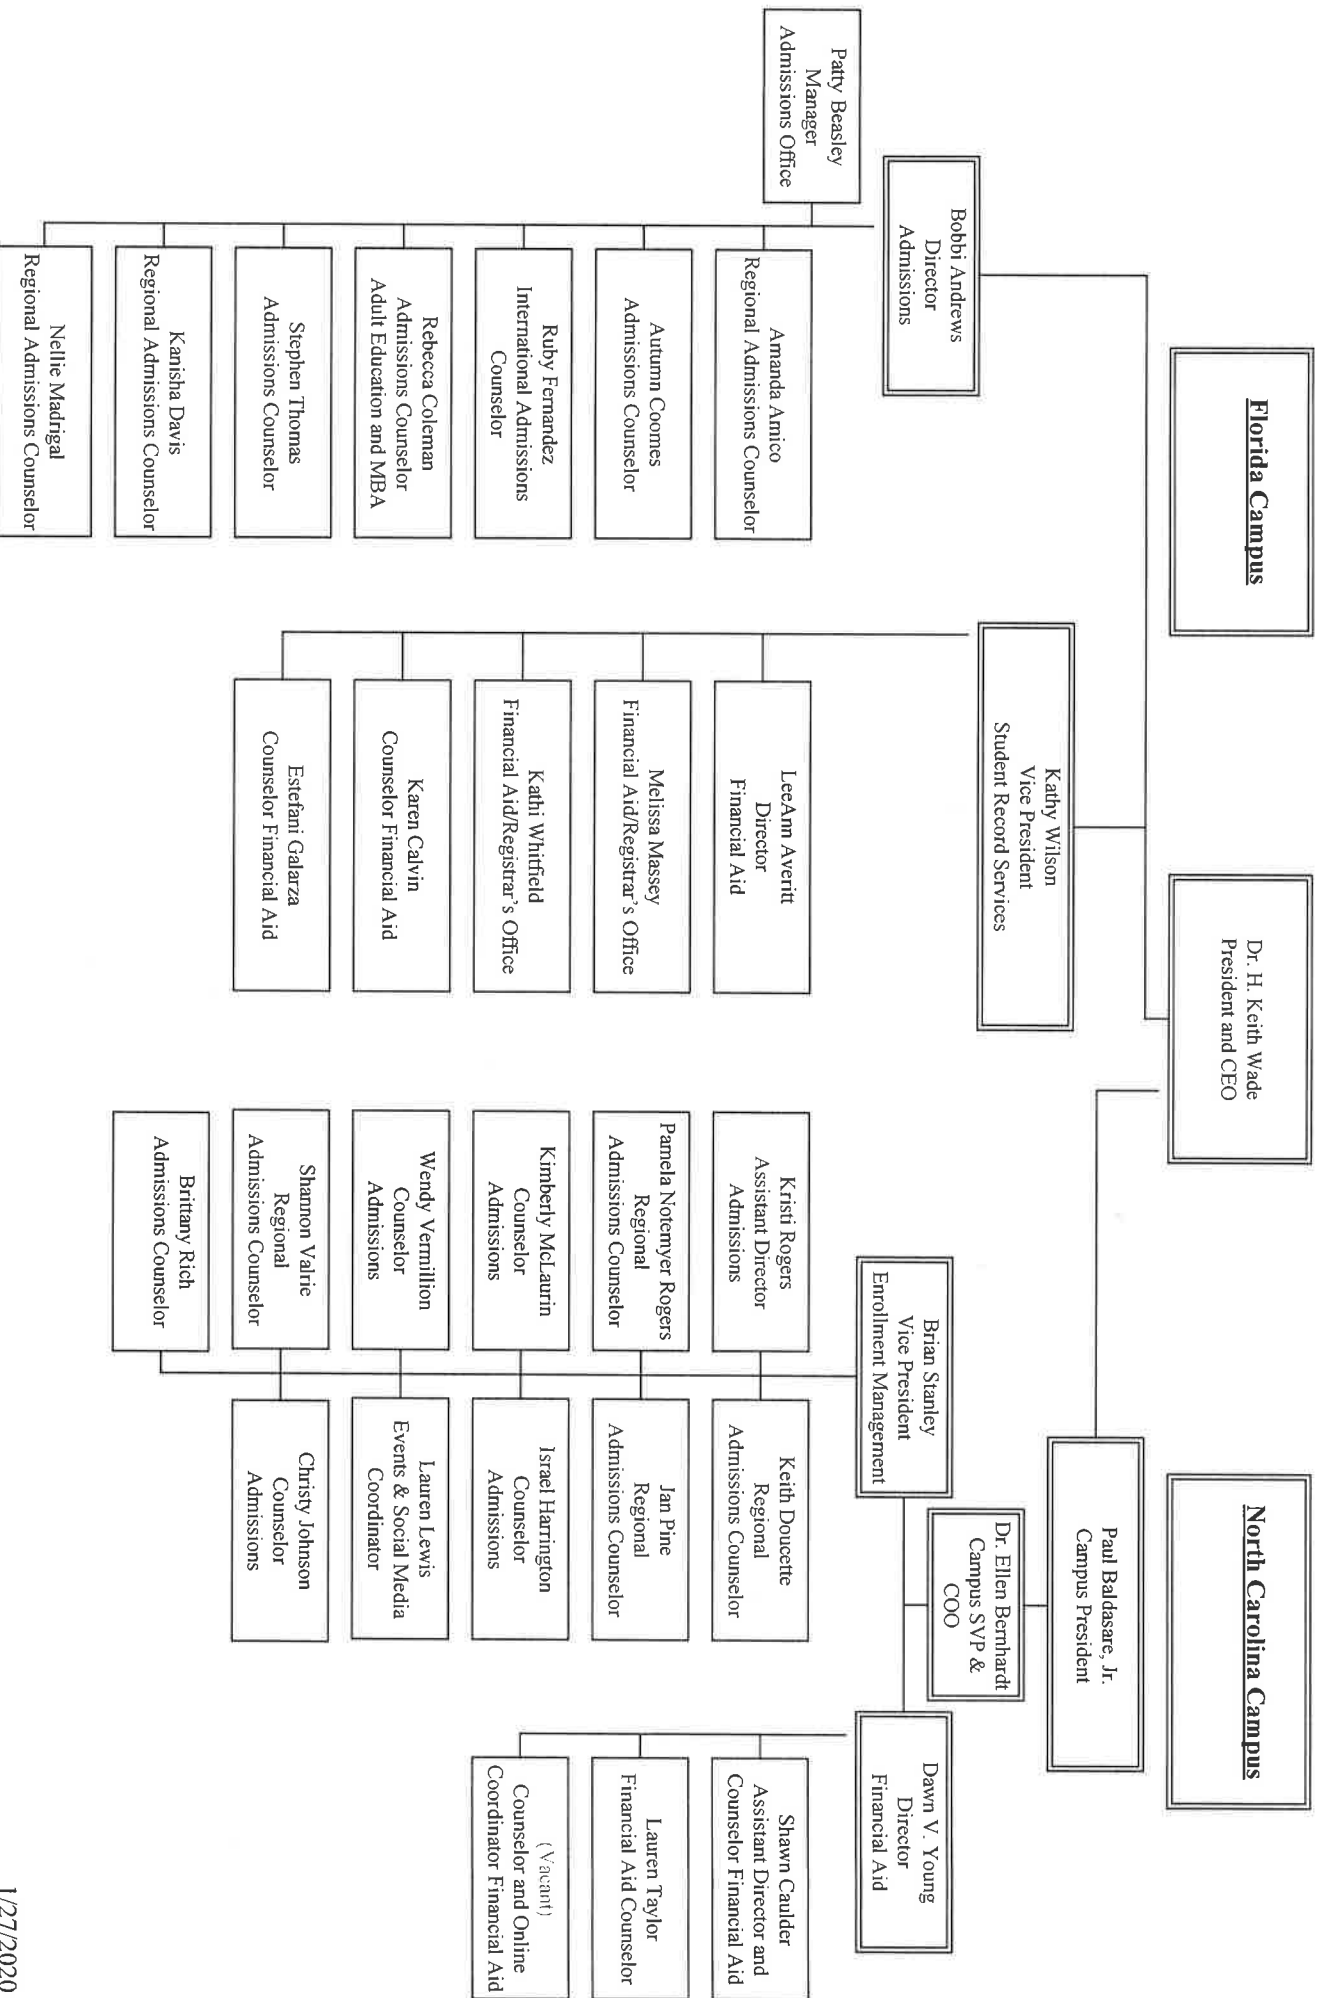 Florida Campus
Dr. H. Keith Wade
President and CEO
North Carolina Campus
Paul Baldasare, Jr.
Campus President
Kathy Wilson
Vice President
Student Record Services
Dr. Ellen Bernhardt
Campus SVP &
COO
Bobbi Andrews
Director
Admissions
Brian Stanley
Vice President
Enrollment Management
Dawn V. Young
Director
Financial Aid
Patty Beasley
Manager
Admissions Office
Amanda Amico
Regional Admissions Counselor
Autumn Coomes
Admissions Counselor
Ruby Fernandez
International Admissions
Counselor
Rebecca Coleman
Admissions Counselor
Adult Education and MBA
Stephen Thomas
Admissions Counselor
Kanisha Davis
Regional Admissions Counselor
Nellie Madrigal
Regional Admissions Counselor
LeeAnn Averitt
Director
Financial Aid
Melissa Massey
Financial Aid/Registrar's Office
Kathi Whitfield
Financial Aid/Registrar's Office
Karen Calvin
Counselor Financial Aid
Estefani Galarza
Counselor Financial Aid
Kristi Rogers
Assistant Director
Admissions
Pamela Notemyer Rogers
Regional
Admissions Counselor
Kimberly McLaurin
Counselor
Admissions
Wendy Vermillion
Counselor
Admissions
Shannon Valrie
Regional
Admissions Counselor
Brittany Rich
Admissions Counselor
Keith Doucette
Regional
Admissions Counselor
Jan Pine
Regional
Admissions Counselor
Israel Harrington
Counselor
Admissions
Lauren Lewis
Events & Social Media
Coordinator
Christy Johnson
Counselor
Admissions
Shawn Caulder
Assistant Director and
Counselor Financial Aid
Lauren Taylor
Financial Aid Counselor
(Vacant)
Counselor and Online
Coordinator Financial Aid
1/27/2020